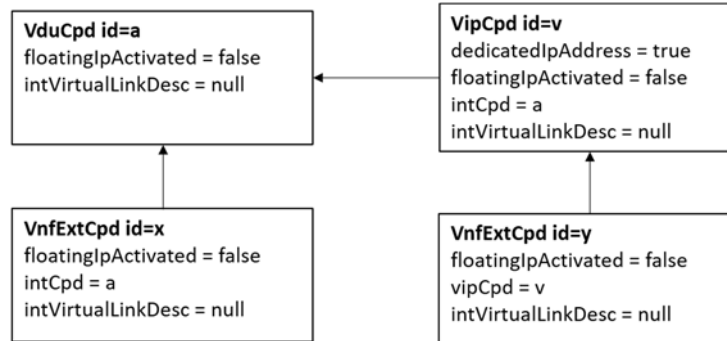 VduCpd id=a
floatingIpActivated = false
intVirtualLinkDesc = null
VipCpd id=v
dedicatedIpAddress = true
floatingIpActivated = false
intCpd = a
intVirtualLinkDesc = null
VnfExtCpd id=x
floatingIpActivated = false
intCpd = a
intVirtualLinkDesc = null
VnfExtCpd id=y
floatingIpActivated = false
vipCpd = v
intVirtualLinkDesc = null